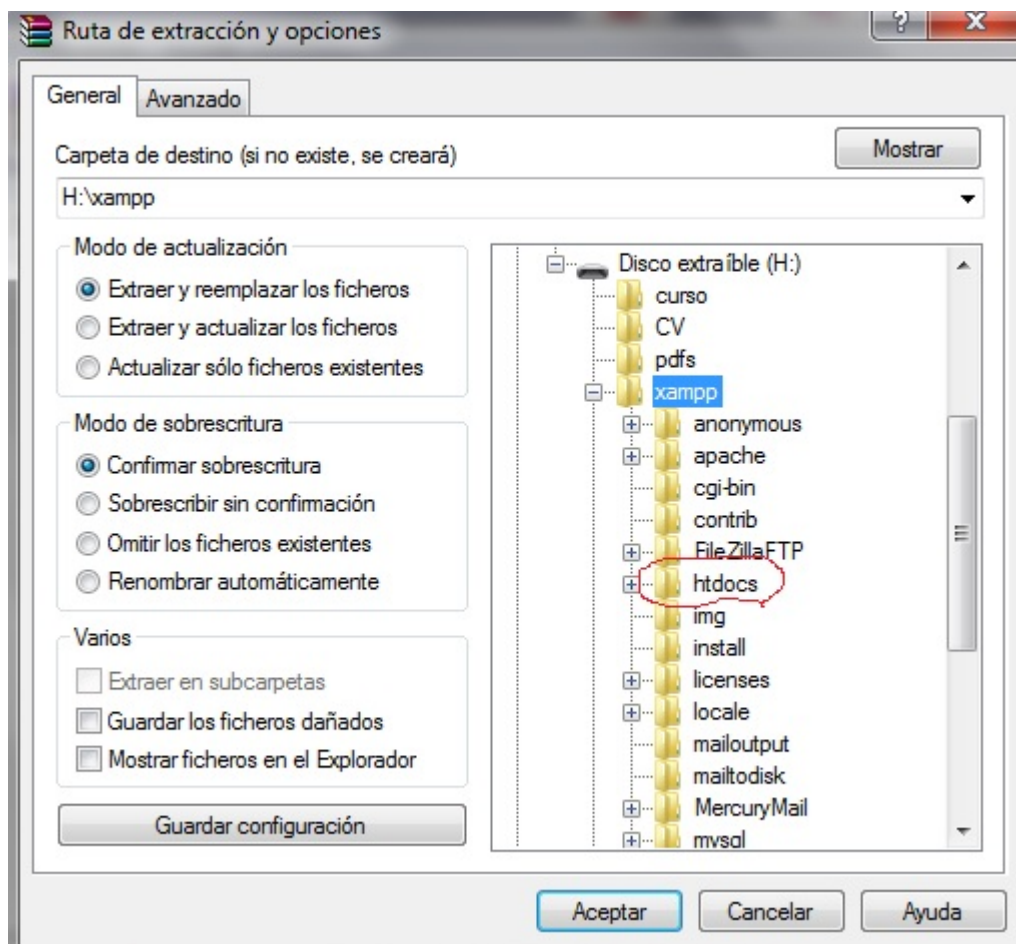 Ruta de extracción y opciones
General
Avanzado
Carpeta de destino (si no existe, se creará)
Mostrar
H:\xampp
Modo de actualización
Extraer y reemplazar los ficheros
Extraer y actualizar los ficheros
Actualizar sólo ficheros existentes
Modo de sobrescritura
Confirmar sobrescritura
Sobrescribir sin confirmación
Omitir los ficheros existentes
Renombrar automáticamente
Varios
Extraer en subcarpetas
Guardar los ficheros dañados
Mostrar ficheros en el Explorador
Guardar configuración
Disco extraíble (H:)
curso
CV
pdfs
xampp
anonymous
apache
cgi-bin
contrib
FileZillaFTP
htdocs
img
install
licenses
locale
mailoutput
mailtodisk
MercuryMail
mysql
Aceptar
Cancelar
Ayuda